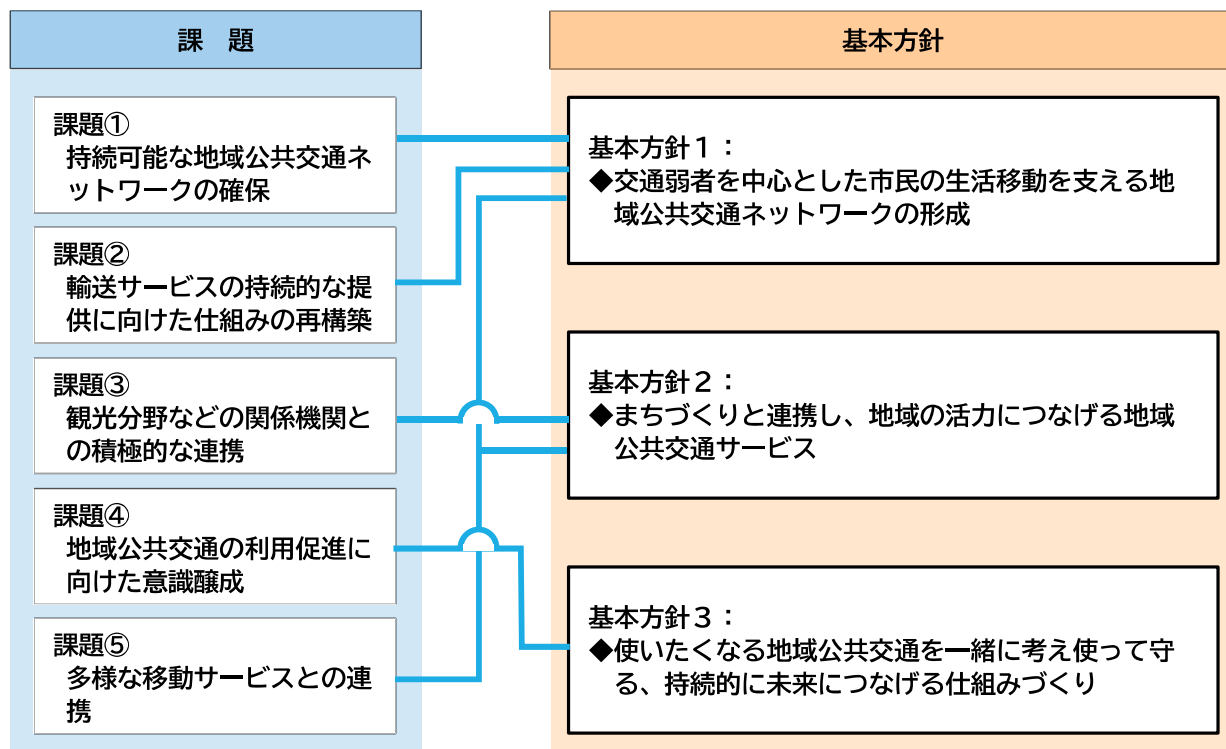 課　題
課題①
持続可能な地域公共交通ネ
ットワークの確保
課題②
輸送サービスの持続的な提
供に向けた仕組みの再構築
課題③
観光分野などの関係機関と
の積極的な連携
課題④
地域公共交通の利用促進に
向けた意識醸成
課題⑤
多様な移動サービスとの連
携
基本方針
基本方針１：
◆交通弱者を中心とした市民の生活移動を支える地
域公共交通ネットワークの形成
基本方針２：
◆まちづくりと連携し、地域の活力につなげる地域
公共交通サービス
基本方針３：
◆使いたくなる地域公共交通を一緒に考え使って守
る、持続的に未来につなげる仕組みづくり